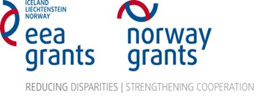 ICELAND
LIECHTENSTEIN
NORWAY
eea
grants
norway
grants
REDUCING DISPARITIES | STRENGTHENING COOPERATION